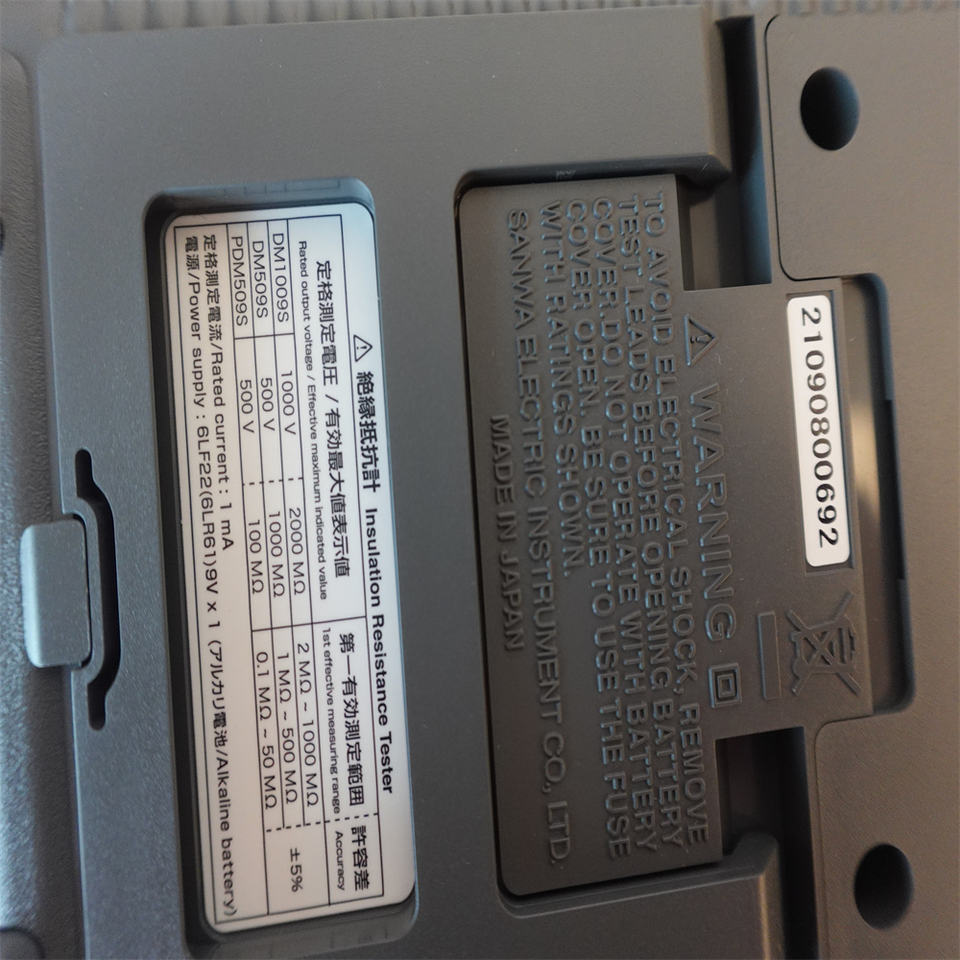 21090800692
⚠ WARNING
TO AVOID ELECTRICAL SHOCK, REMOVE
TEST LEADS BEFORE OPENING BATTERY
COVER. DO NOT OPERATE WITH BATTERY
COVER OPEN. BE SURE TO USE THE FUSE
WITH RATINGS SHOWN.
SANWA ELECTRIC INSTRUMENT CO., LTD.
MADE IN JAPAN
⚠ 絶縁抵抗計 Insulation Resistance Tester
定格測定電圧 / 有効最大値表示値 第一有効測定範囲 許容差
Rated output voltage / Effective maximum indicated value 1st effective measuring range Accuracy
DM1009S 1000 V 2000 MΩ 2 MΩ ~ 1000 MΩ
DM509S 500 V 1000 MΩ 1 MΩ ~ 500 MΩ ±5%
PDM509S 500 V 100 MΩ 0.1 MΩ ~ 50 MΩ
定格測定電流/Rated current : 1 mA
電源/Power supply : 6LF22(6LR61)9V x 1 (アルカリ電池/Alkaline battery)